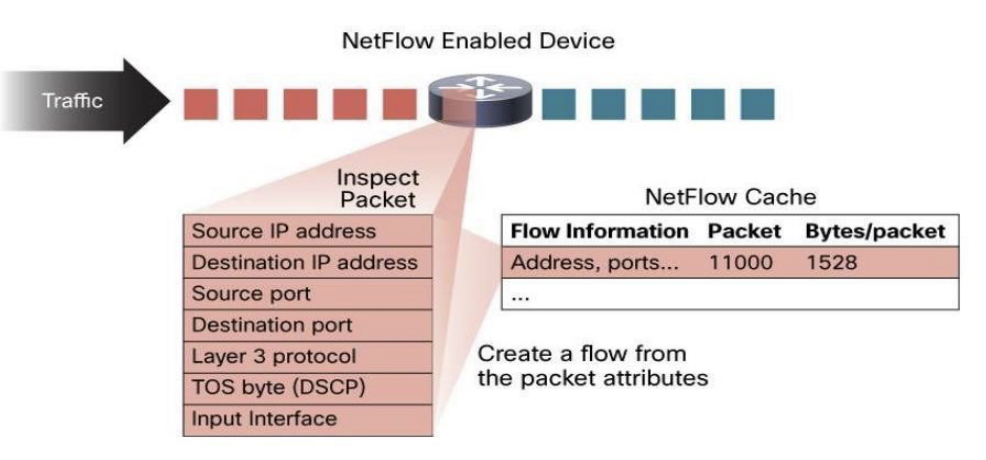 NetFlow Enabled Device
Traffic
Inspect
Packet
Source IP address
Destination IP address
Source port
Destination port
Layer 3 protocol
TOS byte (DSCP)
Input Interface
NetFlow Cache
Flow Information Packet Bytes/packet
Address, ports... 11000 1528
...
Create a flow from
the packet attributes